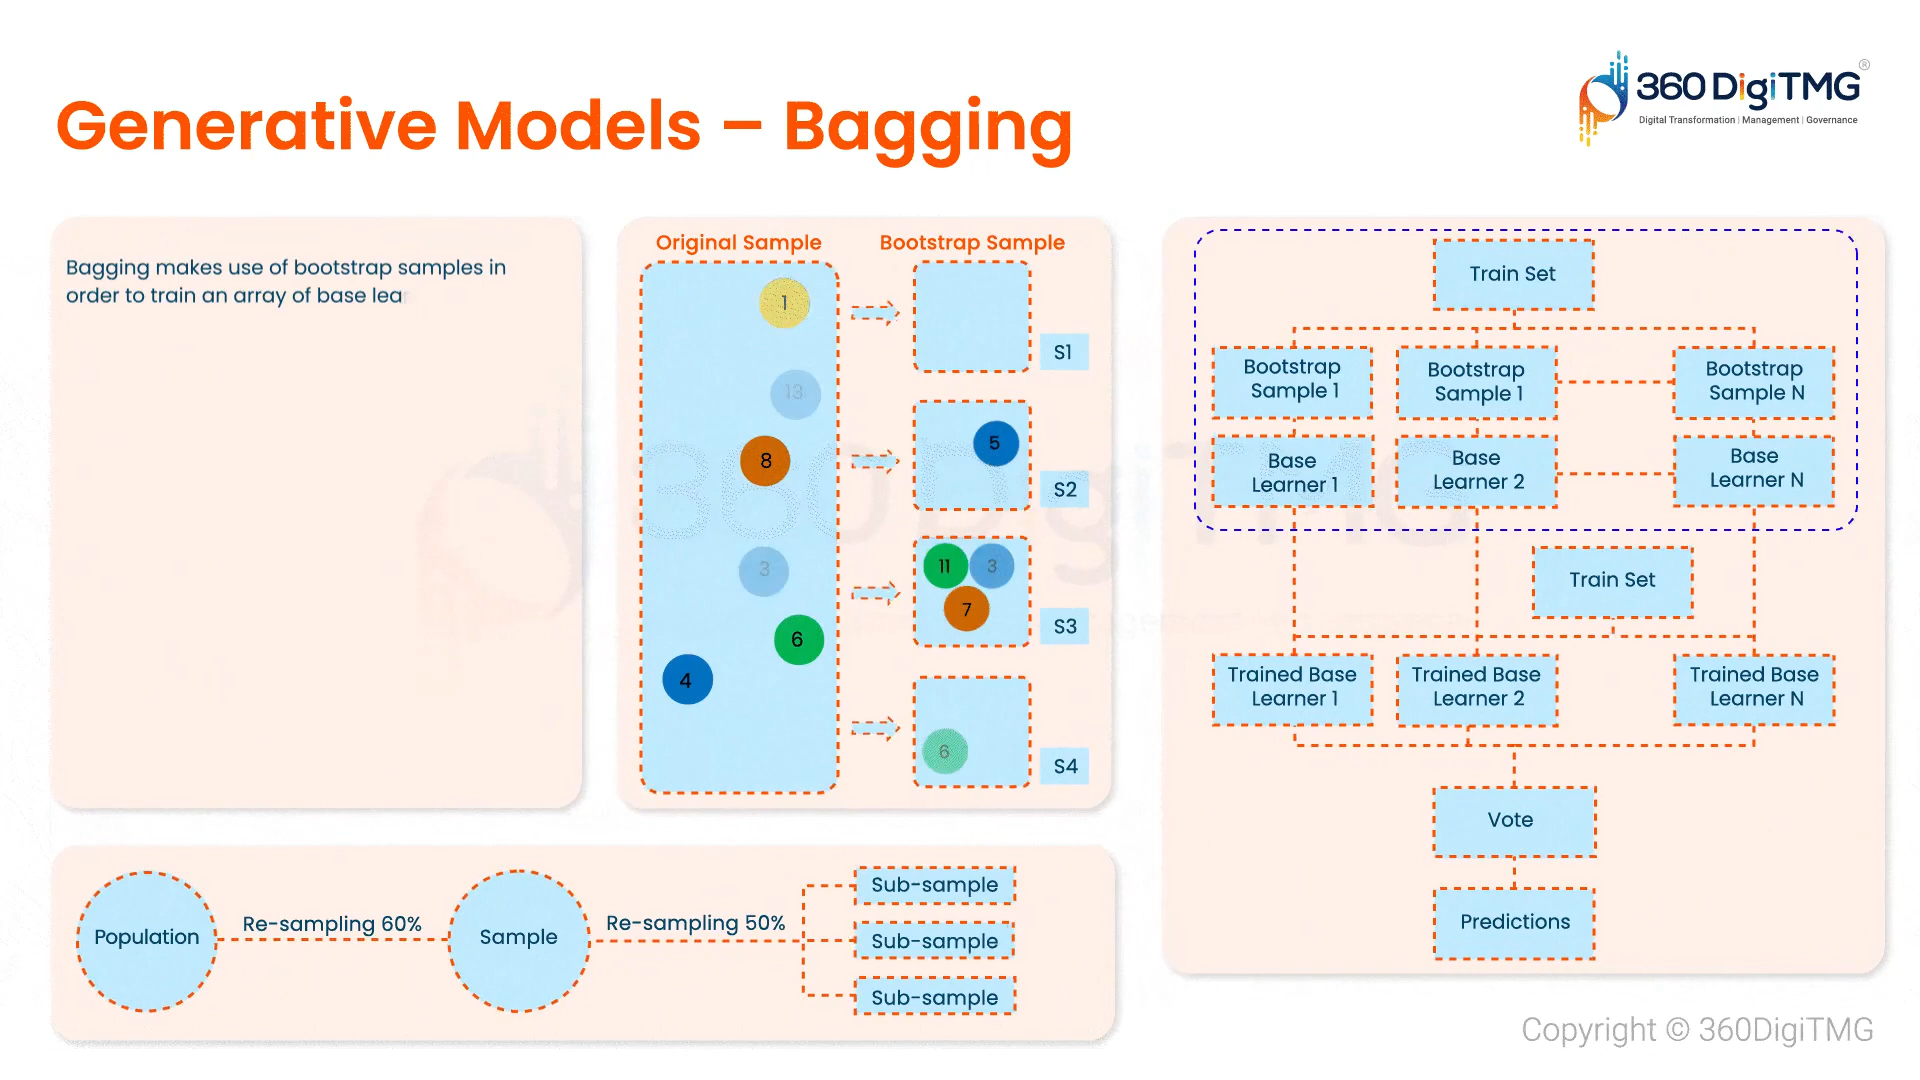 360DigiTMG®
Digital Transformation | Management | Governance
Generative Models – Bagging
Bagging makes use of bootstrap samples in
order to train an array of base lea
Original Sample
Bootstrap Sample
1
13
8
3
6
4
S1
5
S2
11
3
7
S3
6
S4
Train Set
Bootstrap
Sample 1
Bootstrap
Sample 1
Bootstrap
Sample N
Base
Learner 1
Base
Learner 2
Base
Learner N
Train Set
Trained Base
Learner 1
Trained Base
Learner 2
Trained Base
Learner N
Vote
Predictions
Population
Re-sampling 60%
Sample
Re-sampling 50%
Sub-sample
Sub-sample
Sub-sample
Copyright © 360DigiTMG